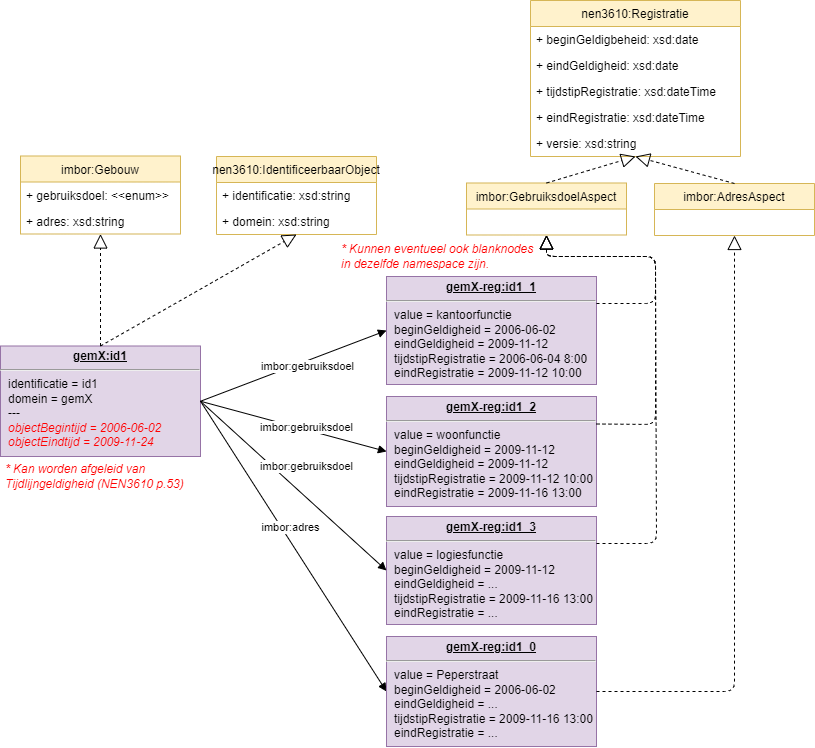 nen3610:Registratie
+ beginGeldigbeheid: xsd:date
+ eindGeldigheid: xsd:date
+ tijdstipRegistratie: xsd:dateTime
+ eindRegistratie: xsd:dateTime
+ versie: xsd:string
imbor:Gebouw
+ gebruiksdoel: <<enum>>
+ adres: xsd:string
nen3610:IdentificeerbaarObject
+ identificatie: xsd:string
+ domein: xsd:string
imbor:GebruiksdoelAspect
imbor:AdresAspect
* Kunnen eventueel ook blanknodes
in dezelfde namespace zijn.
gemX-reg:id1_1
value = kantoorfunctie
beginGeldigheid = 2006-06-02
eindGeldigheid = 2009-11-12
tijdstipRegistratie = 2006-06-04 8:00
eindRegistratie = 2009-11-12 10:00
gemX:id1
identificatie = id1
domein = gemX
---
objectBegintijd = 2006-06-02
objectEindtijd = 2009-11-24
* Kan worden afgeleid van
Tijdlijngeldigheid (NEN3610 p.53)
imbor:gebruiksdoel
imbor:gebruiksdoel
imbor:gebruiksdoel
imbor:adres
gemX-reg:id1_2
value = woonfunctie
beginGeldigheid = 2009-11-12
eindGeldigheid = 2009-11-12
tijdstipRegistratie = 2009-11-12 10:00
eindRegistratie = 2009-11-16 13:00
gemX-reg:id1_3
value = logiesfunctie
beginGeldigheid = 2009-11-12
eindGeldigheid = ...
tijdstipRegistratie = 2009-11-16 13:00
eindRegistratie = ...
gemX-reg:id1_0
value = Peperstraat
beginGeldigheid = 2006-06-02
eindGeldigheid = ...
tijdstipRegistratie = 2009-11-16 13:00
eindRegistratie = ...